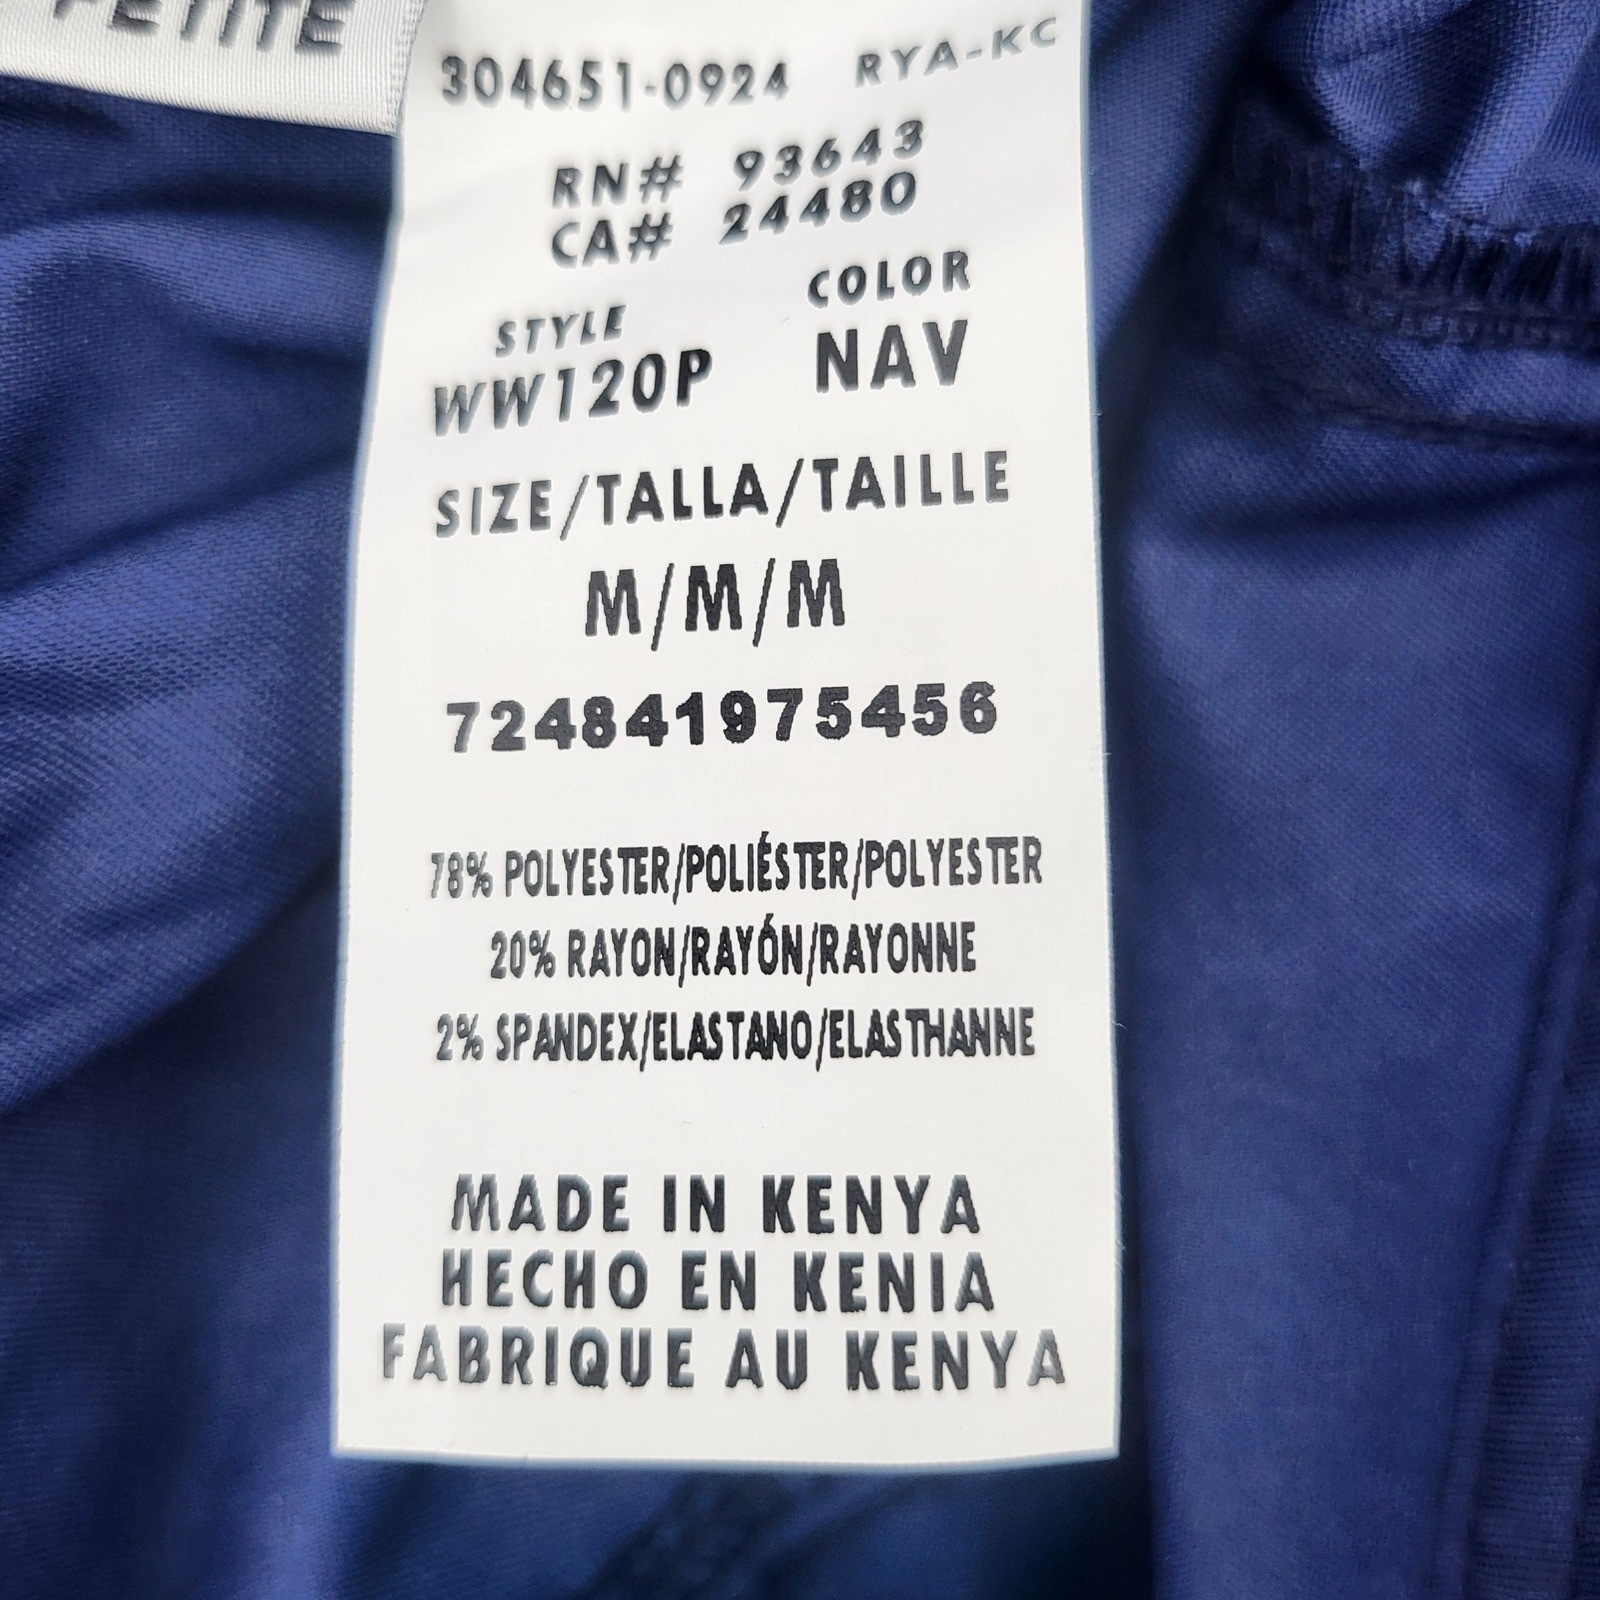 PETITE
304651-0924 RYA-KC
RN# 93643
CA# 24480
STYLE COLOR
WW120P NAV
SIZE/TALLA/TAILLE
M/M/M
724841975456
78% POLYESTER/POLIÉSTER/POLYESTER
20% RAYON/RAYÓN/RAYONNE
2% SPANDEX/ELASTANO/ELASTHANNE
MADE IN KENYA
HECHO EN KENIA
FABRIQUE AU KENYA